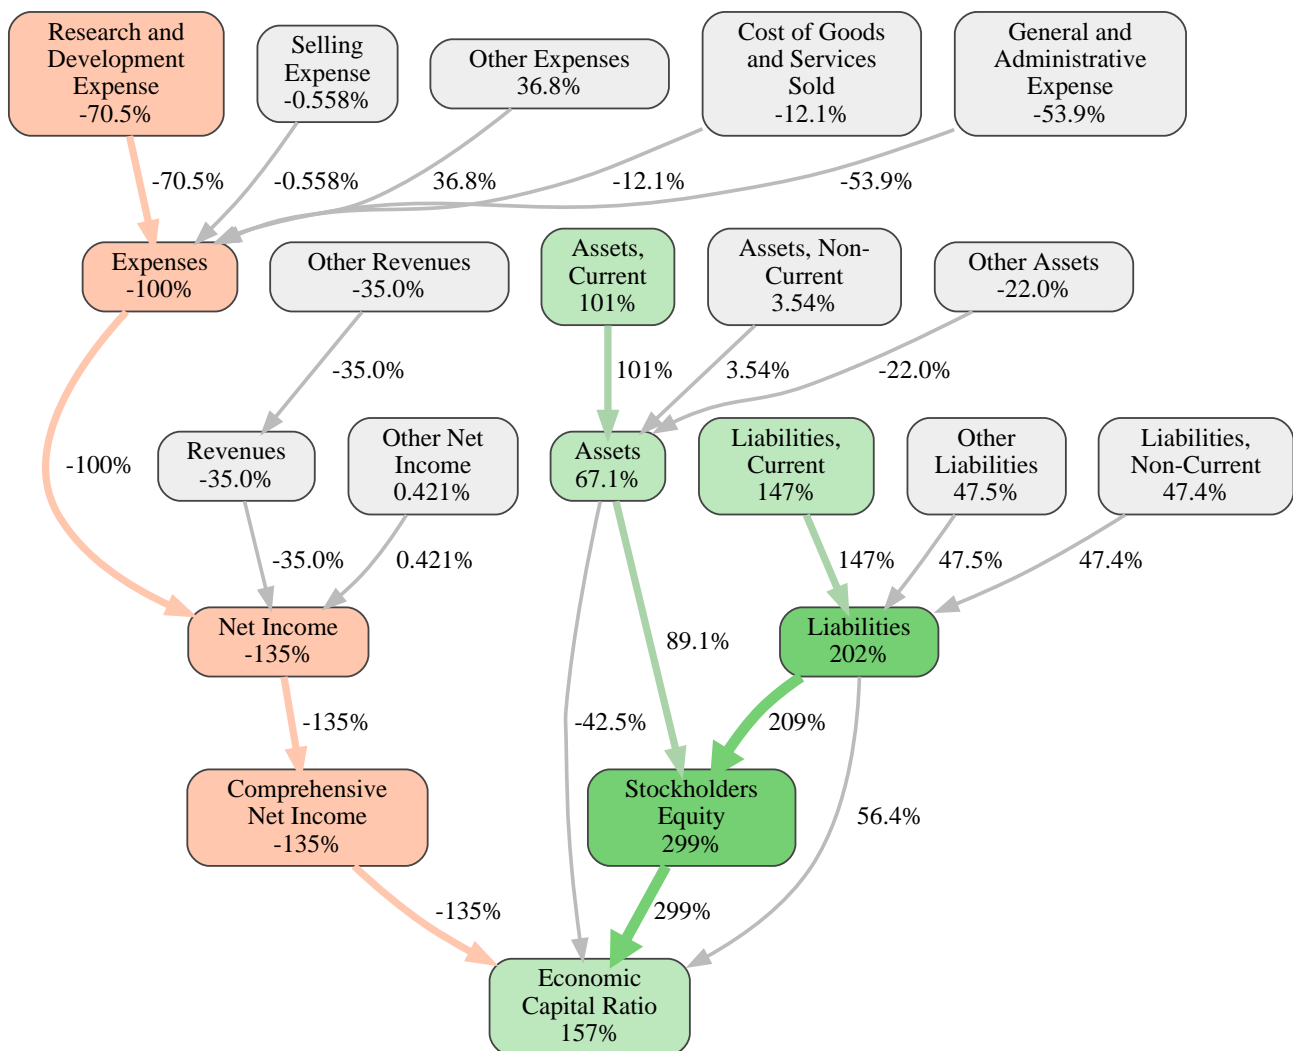 Research and
Development
Expense
-70.5%
Selling
Expense
-0.558%
Other Expenses
36.8%
Cost of Goods
and Services
Sold
-12.1%
General and
Administrative
Expense
-53.9%
-70.5%
-0.558%
36.8%
-12.1%
-53.9%
Expenses
-100%
Other Revenues
-35.0%
Assets,
Current
101%
Assets, Non-
Current
3.54%
Other Assets
-22.0%
-35.0%
101%
3.54%
-22.0%
-100%
Revenues
-35.0%
Other Net
Income
0.421%
Assets
67.1%
Liabilities,
Current
147%
Other
Liabilities
47.5%
Liabilities,
Non-Current
47.4%
-35.0%
0.421%
147%
47.5%
47.4%
Net Income
-135%
89.1%
Liabilities
202%
-135%
-42.5%
209%
Comprehensive
Net Income
-135%
Stockholders
Equity
299%
56.4%
-135%
299%
Economic
Capital Ratio
157%